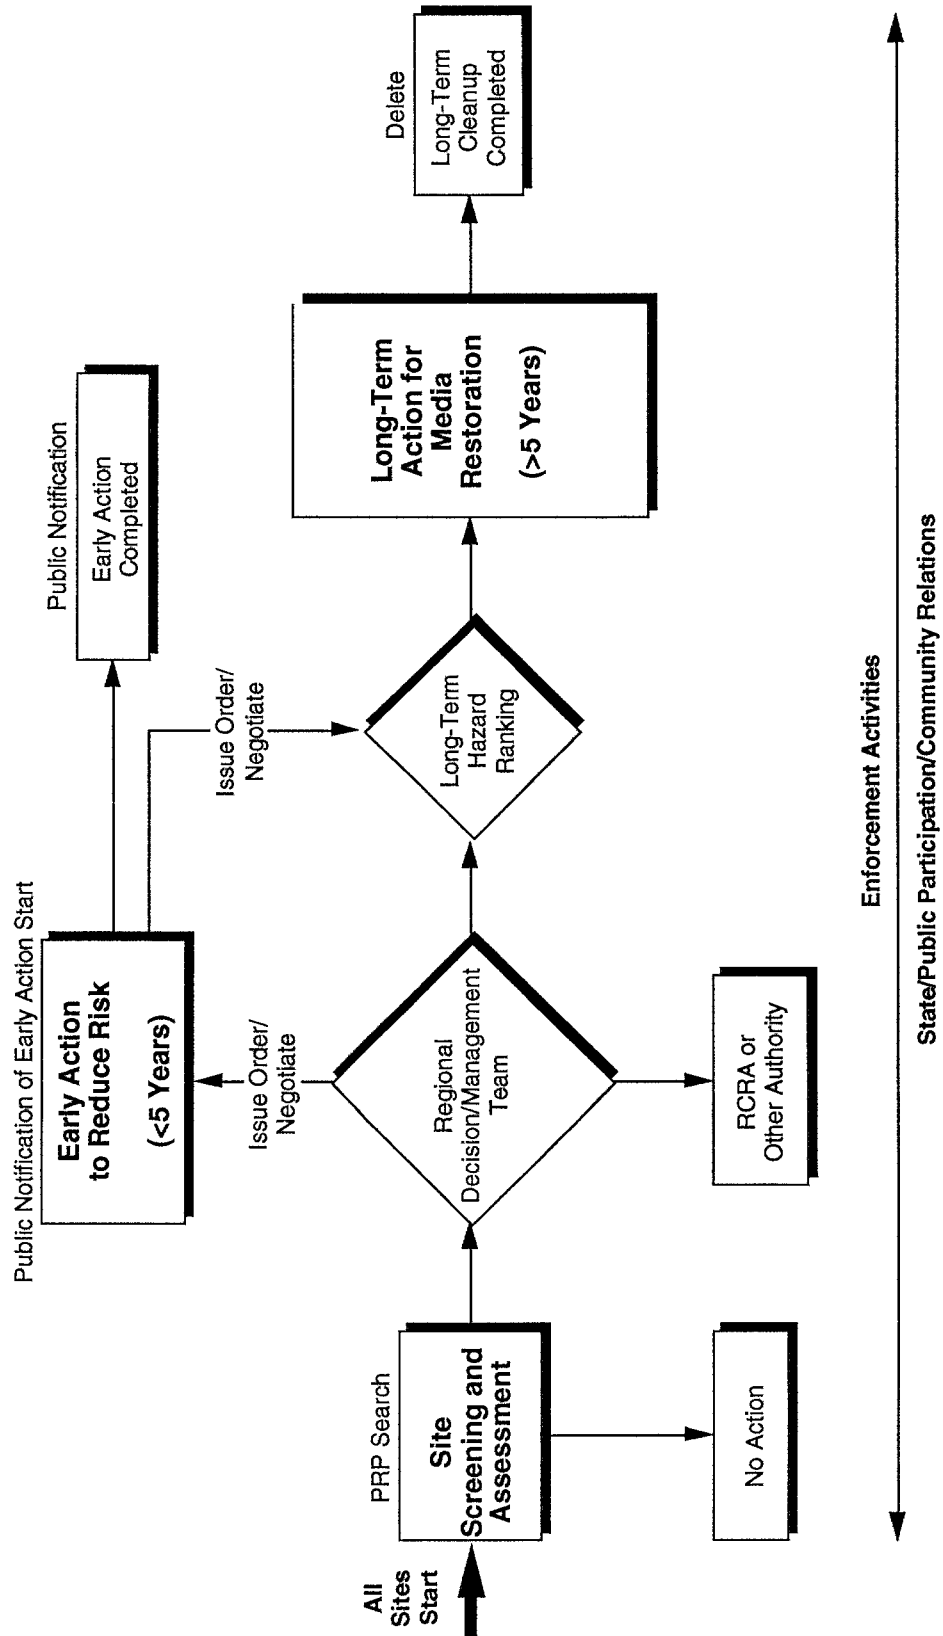 All
Sites
Start
PRP Search
Site
Screening and
Assessment
No Action
Public Notification of Early Action Start
Early Action
to Reduce Risk
(<5 Years)
Issue Order/
Negotiate
Regional
Decision/Management
Team
RCRA or
Other Authority
Public Notification
Early Action
Completed
Issue Order/
Negotiate
Long-Term
Hazard
Ranking
Long-Term
Action for
Media
Restoration
(>5 Years)
Delete
Long-Term
Cleanup
Completed
Enforcement Activities
State/Public Participation/Community Relations